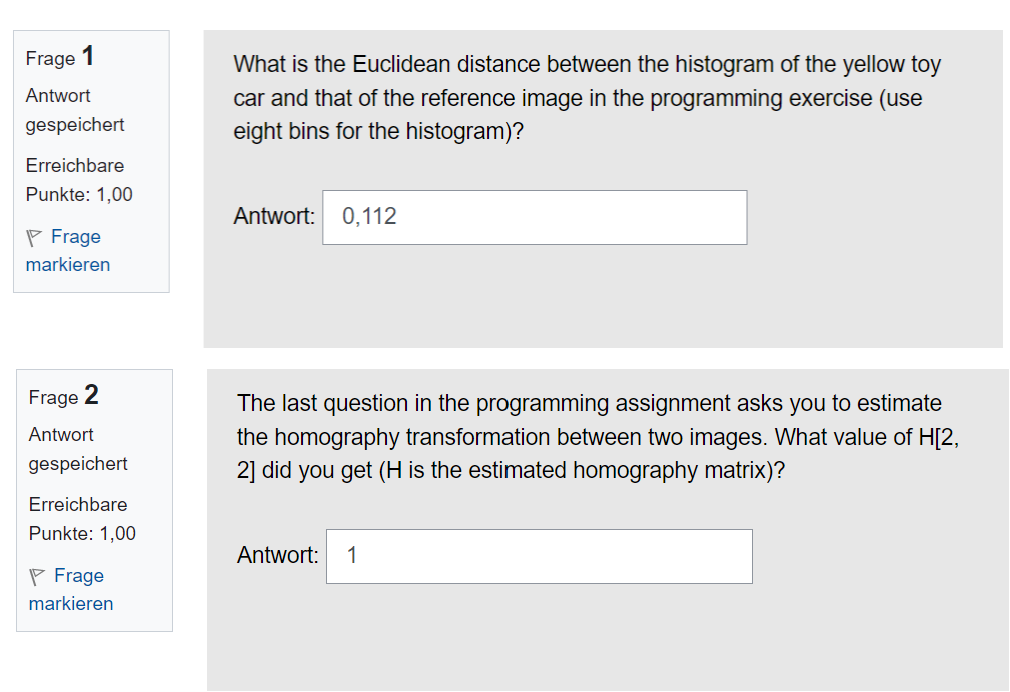 Frage 1
Antwort
gespeichert
Erreichbare
Punkte: 1,00
Frage
markieren
What is the Euclidean distance between the histogram of the yellow toy
car and that of the reference image in the programming exercise (use
eight bins for the histogram)?
Antwort: 0,112
Frage 2
Antwort
gespeichert
Erreichbare
Punkte: 1,00
Frage
markieren
The last question in the programming assignment asks you to estimate
the homography transformation between two images. What value of H[2,
2] did you get (H is the estimated homography matrix)?
Antwort: 1